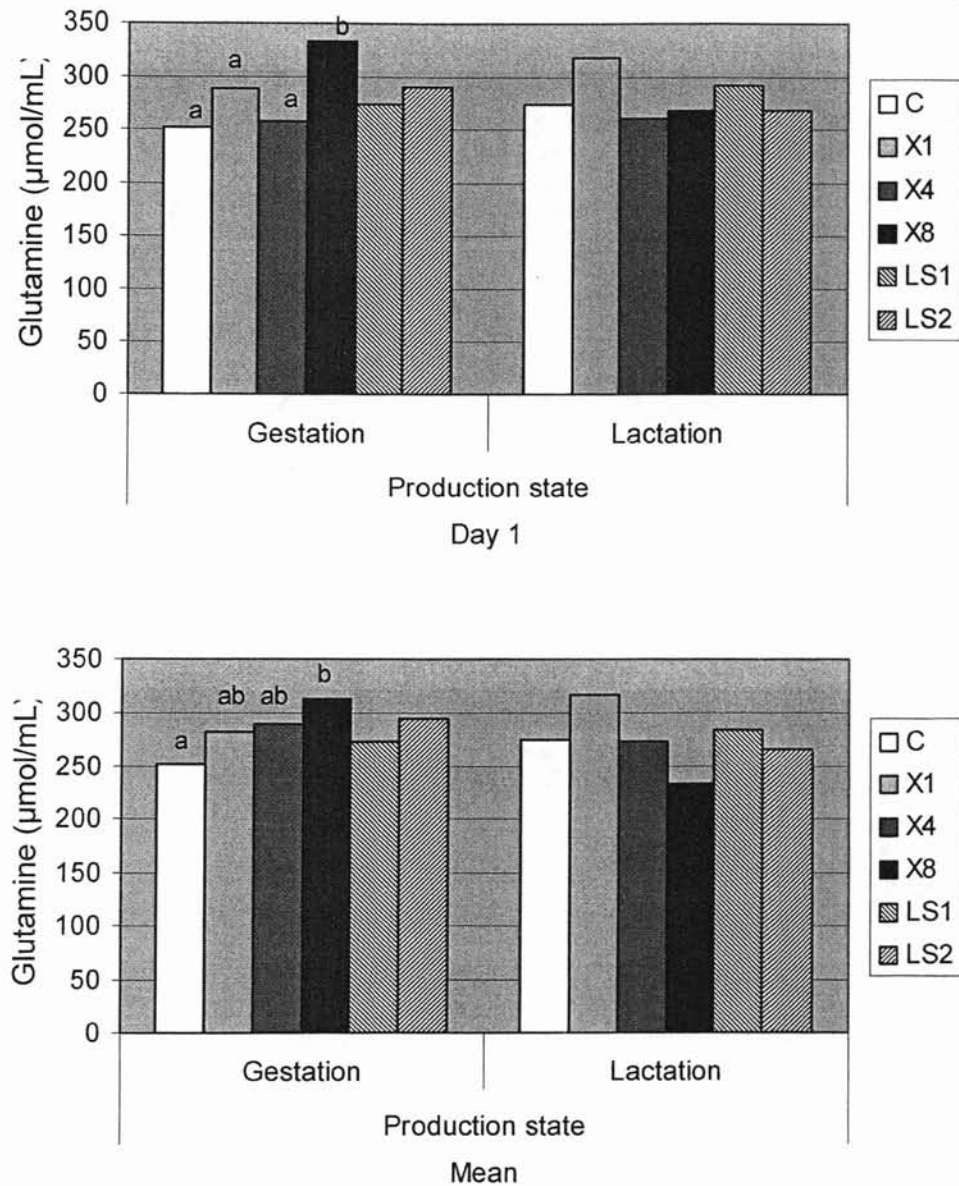 350
300
250
200
150
100
50
0
Glutamine (µmol/mL)
a
a
a
b
Gestation
Lactation
Production state
Day 1
C
X1
X4
X8
LS1
LS2
350
300
250
200
150
100
50
0
Glutamine (µmol/mL)
a
ab
ab
b
Gestation
Lactation
Production state
Mean
C
X1
X4
X8
LS1
LS2